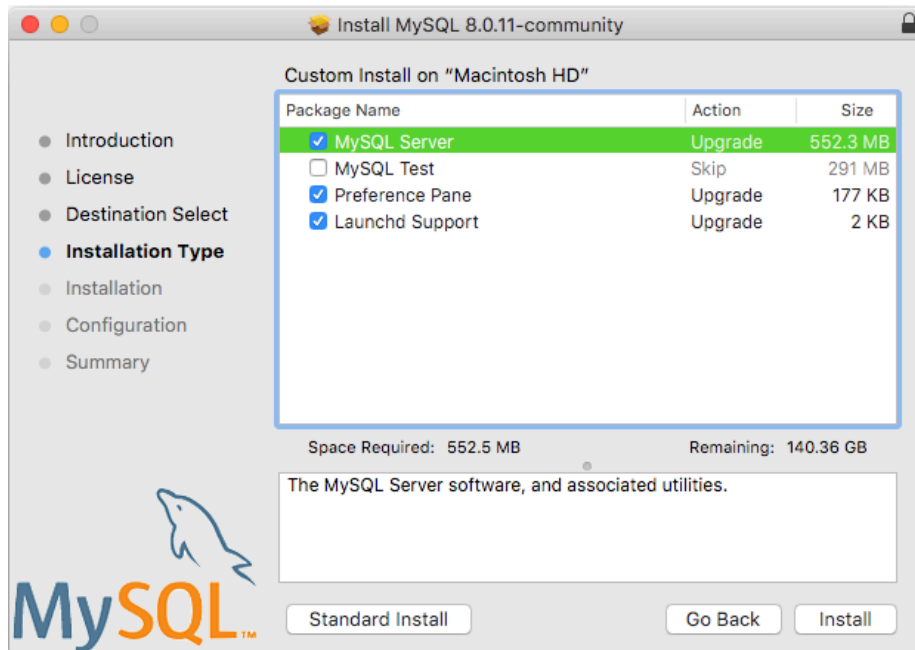 Install MySQL 8.0.11-community
Custom Install on “Macintosh HD”
Introduction
License
Destination Select
Installation Type
Installation
Configuration
Summary
Package Name Action Size
MySQL Server Upgrade 552.3 MB
MySQL Test Skip 291 MB
Preference Pane Upgrade 177 KB
Launchd Support Upgrade 2 KB
Space Required: 552.5 MB Remaining: 140.36 GB
The MySQL Server software, and associated utilities.
MySQL™
Standard Install Go Back Install